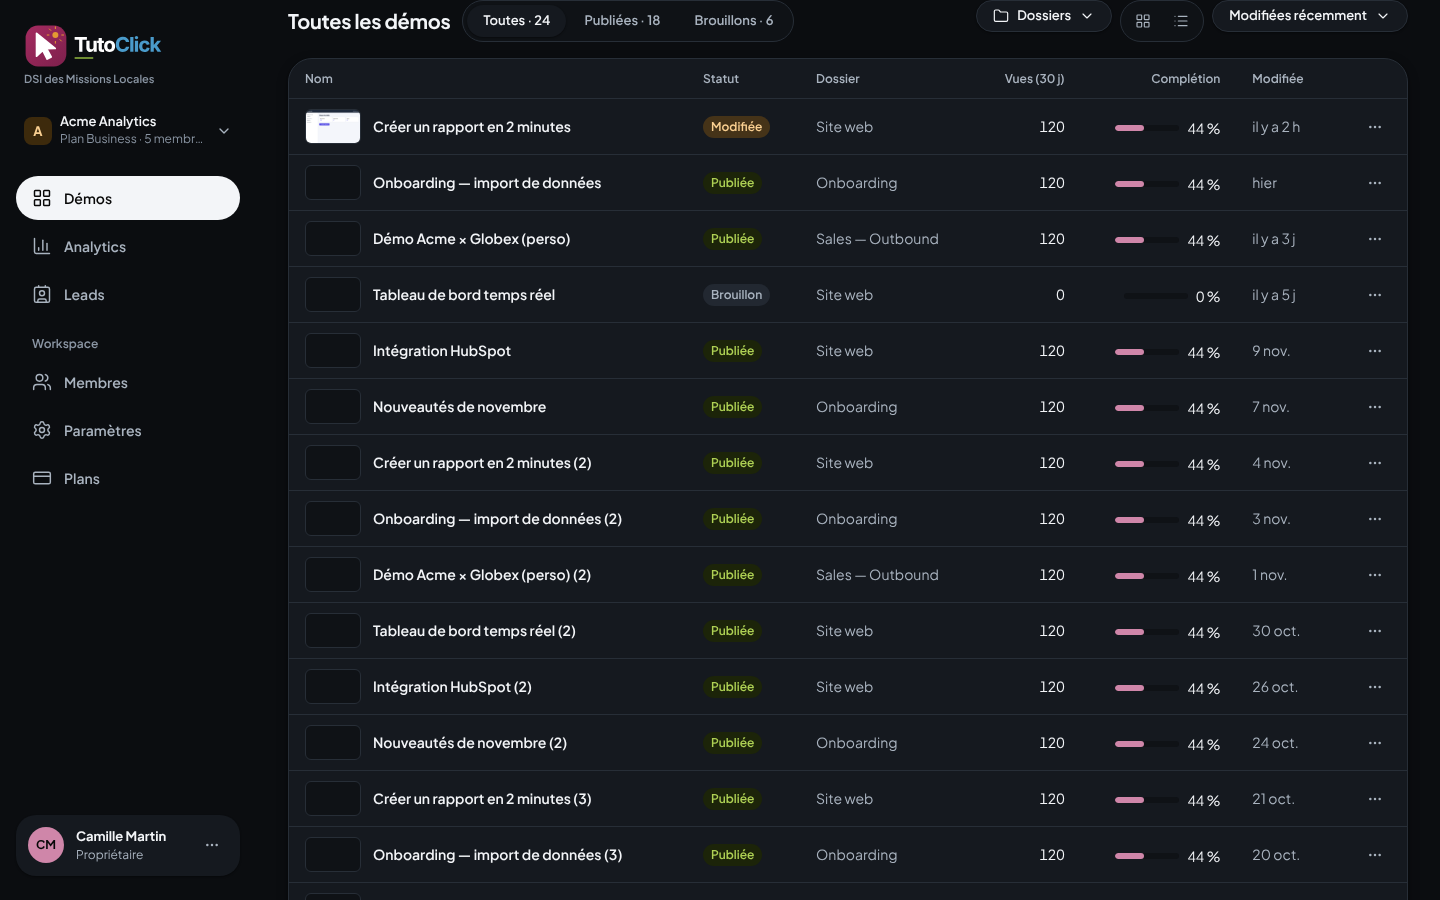 TutoClick
DSI des Missions Locales
A
Acme Analytics
Plan Business · 5 membr...
Démos
Analytics
Leads
Workspace
Membres
Paramètres
Plans
CM
Camille Martin
Propriétaire
Toutes les démos
Toutes · 24
Publiées · 18
Brouillons · 6
Dossiers
Modifiées récemment
Nom Statut Dossier Vues (30 j) Complétion Modifiée
Créer un rapport en 2 minutes Modifiée Site web 120 44 % il y a 2 h
Onboarding — import de données Publiée Onboarding 120 44 % hier
Démo Acme × Globex (perso) Publiée Sales — Outbound 120 44 % il y a 3 j
Tableau de bord temps réel Brouillon Site web 0 0 % il y a 5 j
Intégration HubSpot Publiée Site web 120 44 % 9 nov.
Nouveautés de novembre Publiée Onboarding 120 44 % 7 nov.
Créer un rapport en 2 minutes (2) Publiée Site web 120 44 % 4 nov.
Onboarding — import de données (2) Publiée Onboarding 120 44 % 3 nov.
Démo Acme × Globex (perso) (2) Publiée Sales — Outbound 120 44 % 1 nov.
Tableau de bord temps réel (2) Publiée Site web 120 44 % 30 oct.
Intégration HubSpot (2) Publiée Site web 120 44 % 26 oct.
Nouveautés de novembre (2) Publiée Onboarding 120 44 % 24 oct.
Créer un rapport en 2 minutes (3) Publiée Site web 120 44 % 21 oct.
Onboarding — import de données (3) Publiée Onboarding 120 44 % 20 oct.